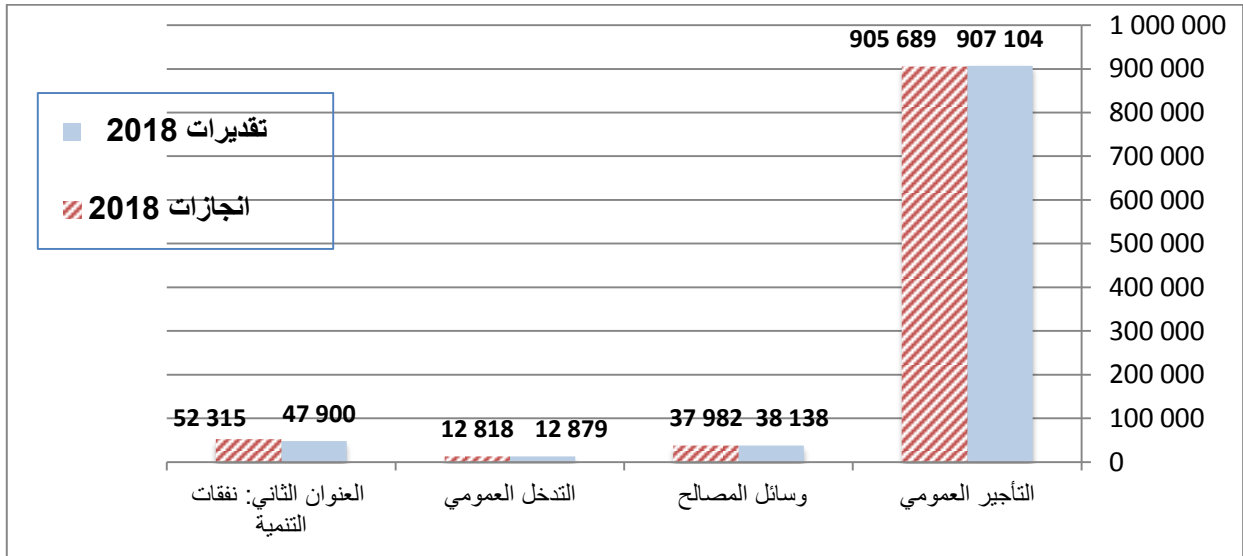 905 689 907 104
1 000 000
900 000
800 000
700 000
600 000
500 000
400 000
300 000
200 000
100 000
0
تقديرات 2018
انجازات 2018
37 982 38 138
12 818 12 879
52 315 47 900
التأجير العمومي
وسائل المصالح
التدخل العمومي
العنوان الثاني: نفقات
التنمية